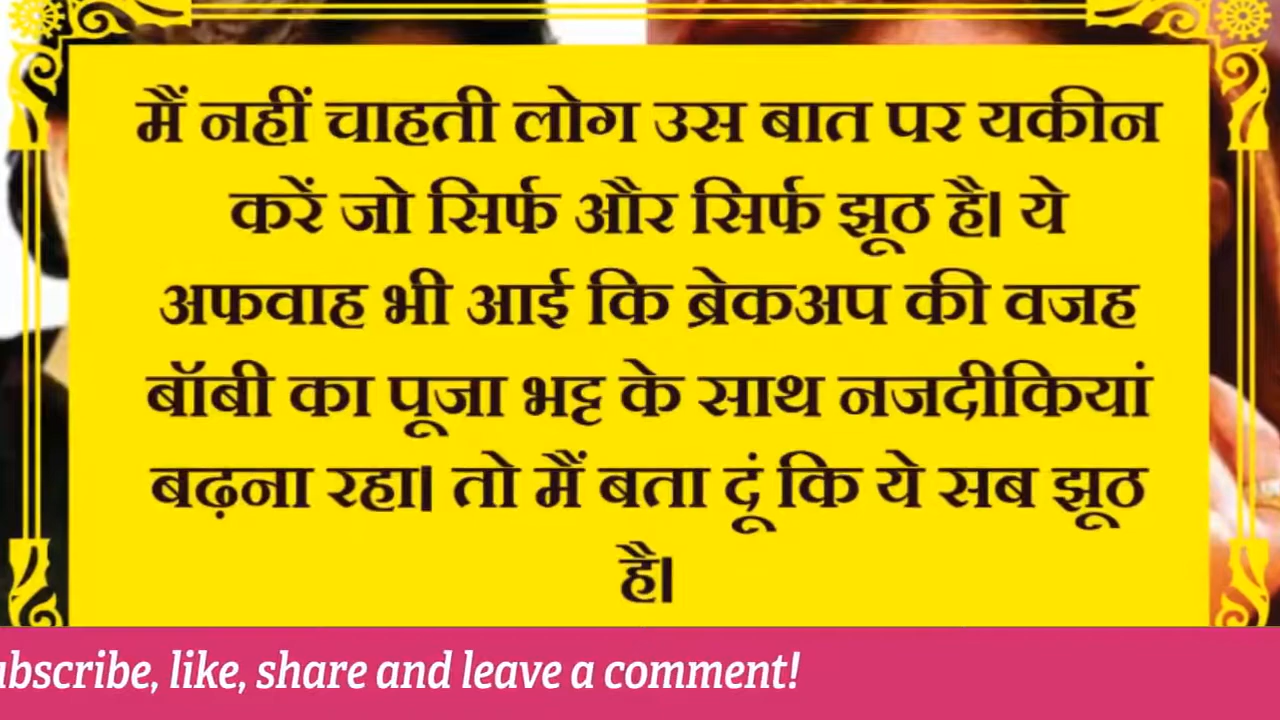 मैं नहीं चाहती लोग उस बात पर यकीन
करें जो सिर्फ और सिर्फ झूठ है। ये
अफवाह भी आई कि ब्रेकअप की वजह
बॉबी का पूजा भट्ट के साथ नजदीकियां
बढ़ना रहा। तो मैं बता दूं कि ये सब झूठ
है।
ubscribe, like, share and leave a comment!